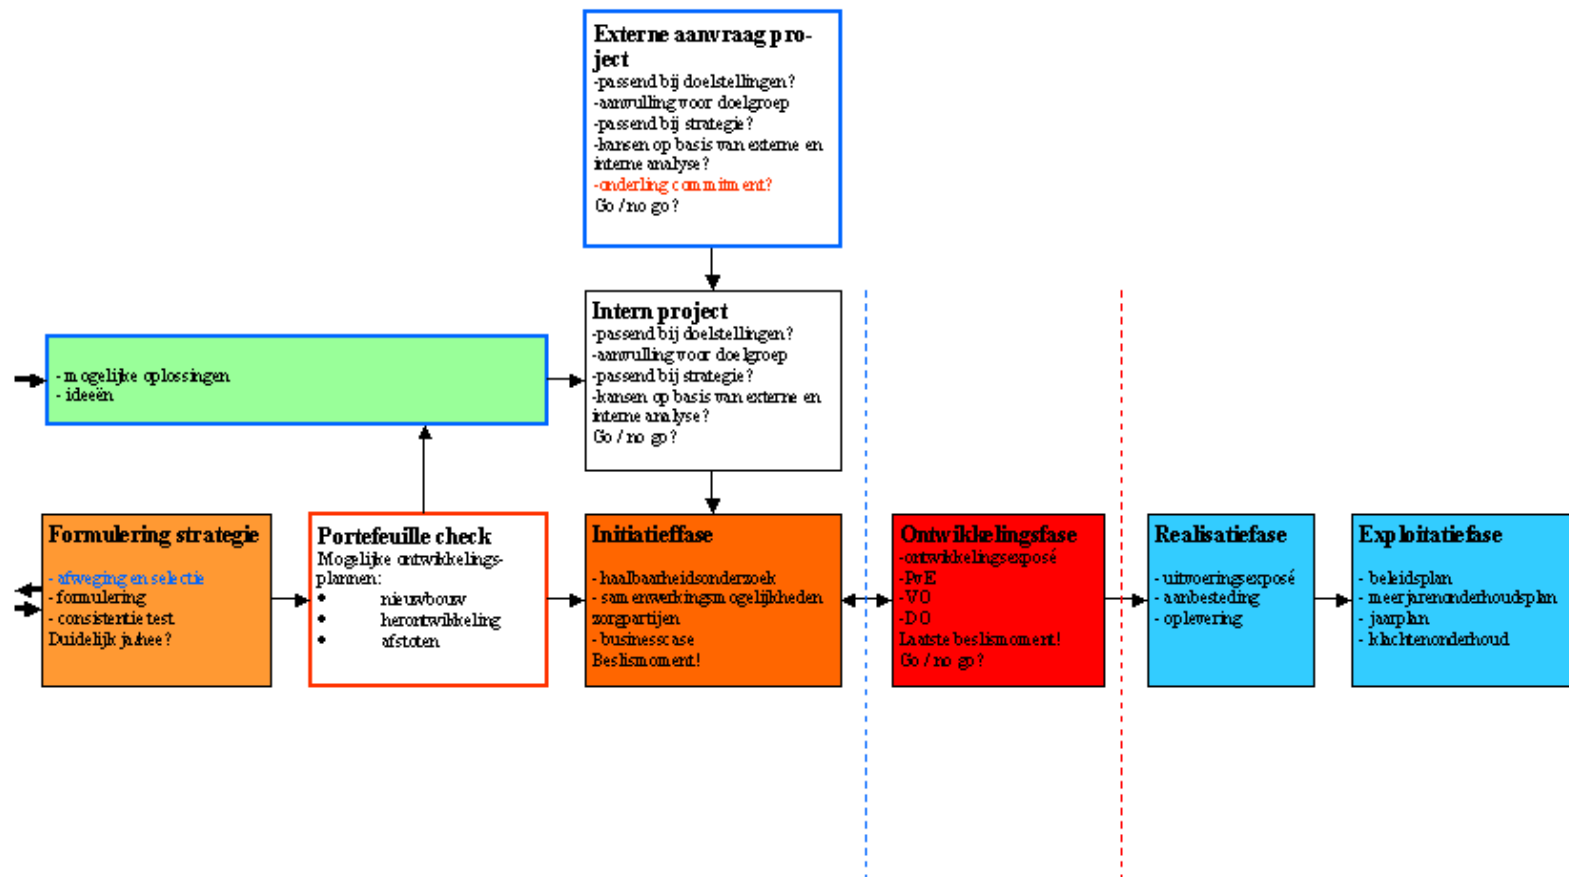 Externe aanvraag pro-
ject
-passend bij doelstellingen?
-aanvulling voor doelgroep
-passend bij strategie?
-kansen op basis van externe en
interne analyse?
-onderling commitment?
Go / no go?
Intern project
-passend bij doelstellingen?
-aanvulling voor doelgroep
-passend bij strategie?
-kansen op basis van externe en
interne analyse?
Go / no go?
- mogelijke oplossingen
- ideeën
Formulering strategie
- afweging en selectie
- formulering
- consistentie test
Duidelijk ja/nee?
Portefeuille check
Mogelijke ontwikkelings-
plannen:
• nieuwbouw
• herontwikkeling
• afstoten
Initiatieffase
- haalbaarheidsonderzoek
- samenwerkingsmogelijkheden
zorgpartijen
- businesscase
Beslismoment!
Ontwikkelingsfase
-ontwikkelingsexposé
-PvE
-VO
-DO
Laatste beslismoment!
Go / no go?
Realisatiefase
- uitvoeringsexposé
- aanbesteding
- oplevering
Exploitatiefase
- beleidsplan
- meerjarenonderhoudsplan
- jaarplan
- klachtenonderhoud